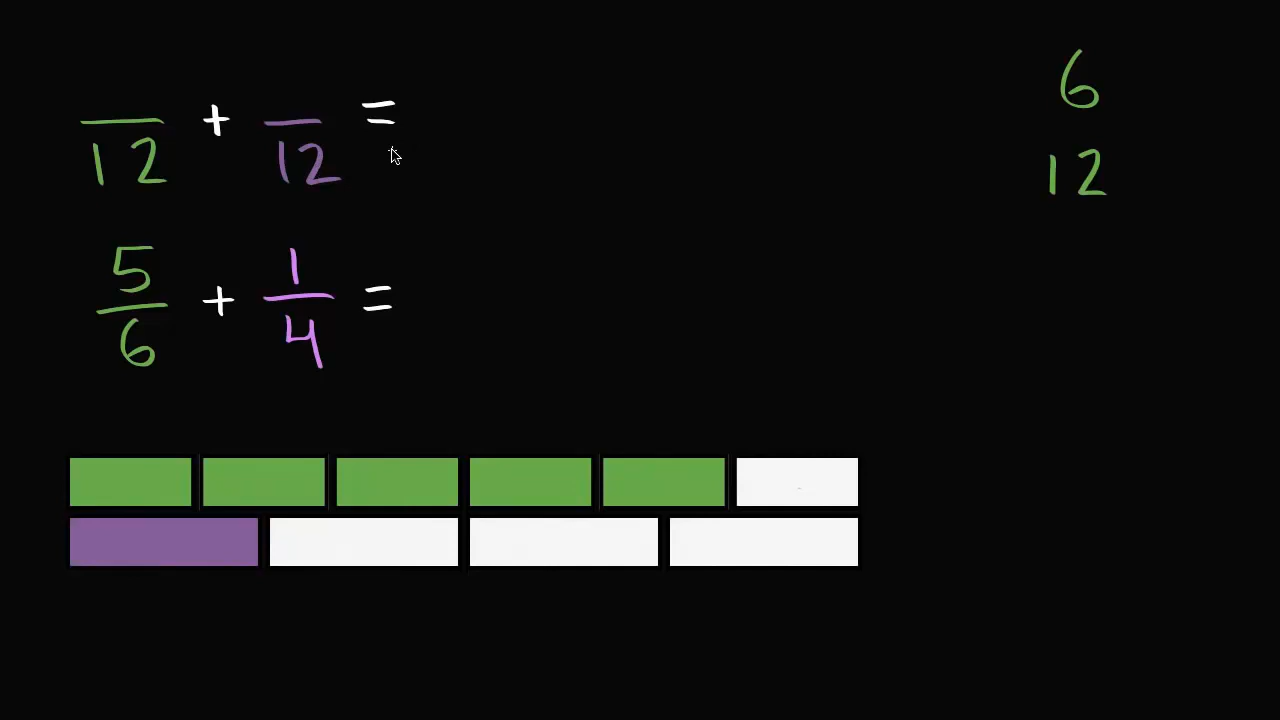 6
— + — =
12 12
12
5/6 + 1/4 =